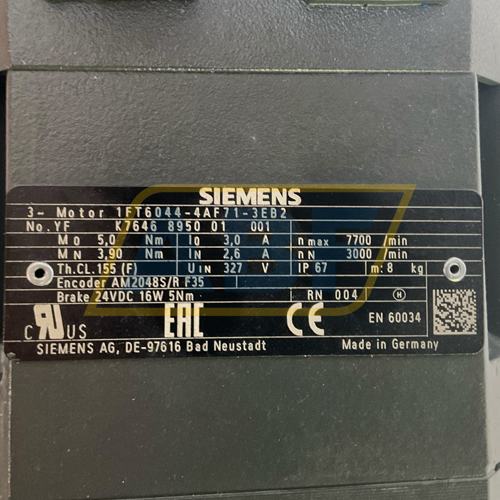 SIEMENS
3~ Motor 1FT6044-4AF71-3EB2
No. YF K7646 8950 01 001
M0 5,0 Nm I0 3,0 A nmax 7700 /min
MN 3,90 Nm IN 2,6 A nN 3000 /min
Th.CL.155 (F) UIN 327 V IP 67 m: 8 kg
Encoder AM2048S/R F35
Brake 24VDC 16W 5Nm RN 004 H
c RU US EAC CE EN 60034
SIEMENS AG, DE-97616 Bad Neustadt Made in Germany